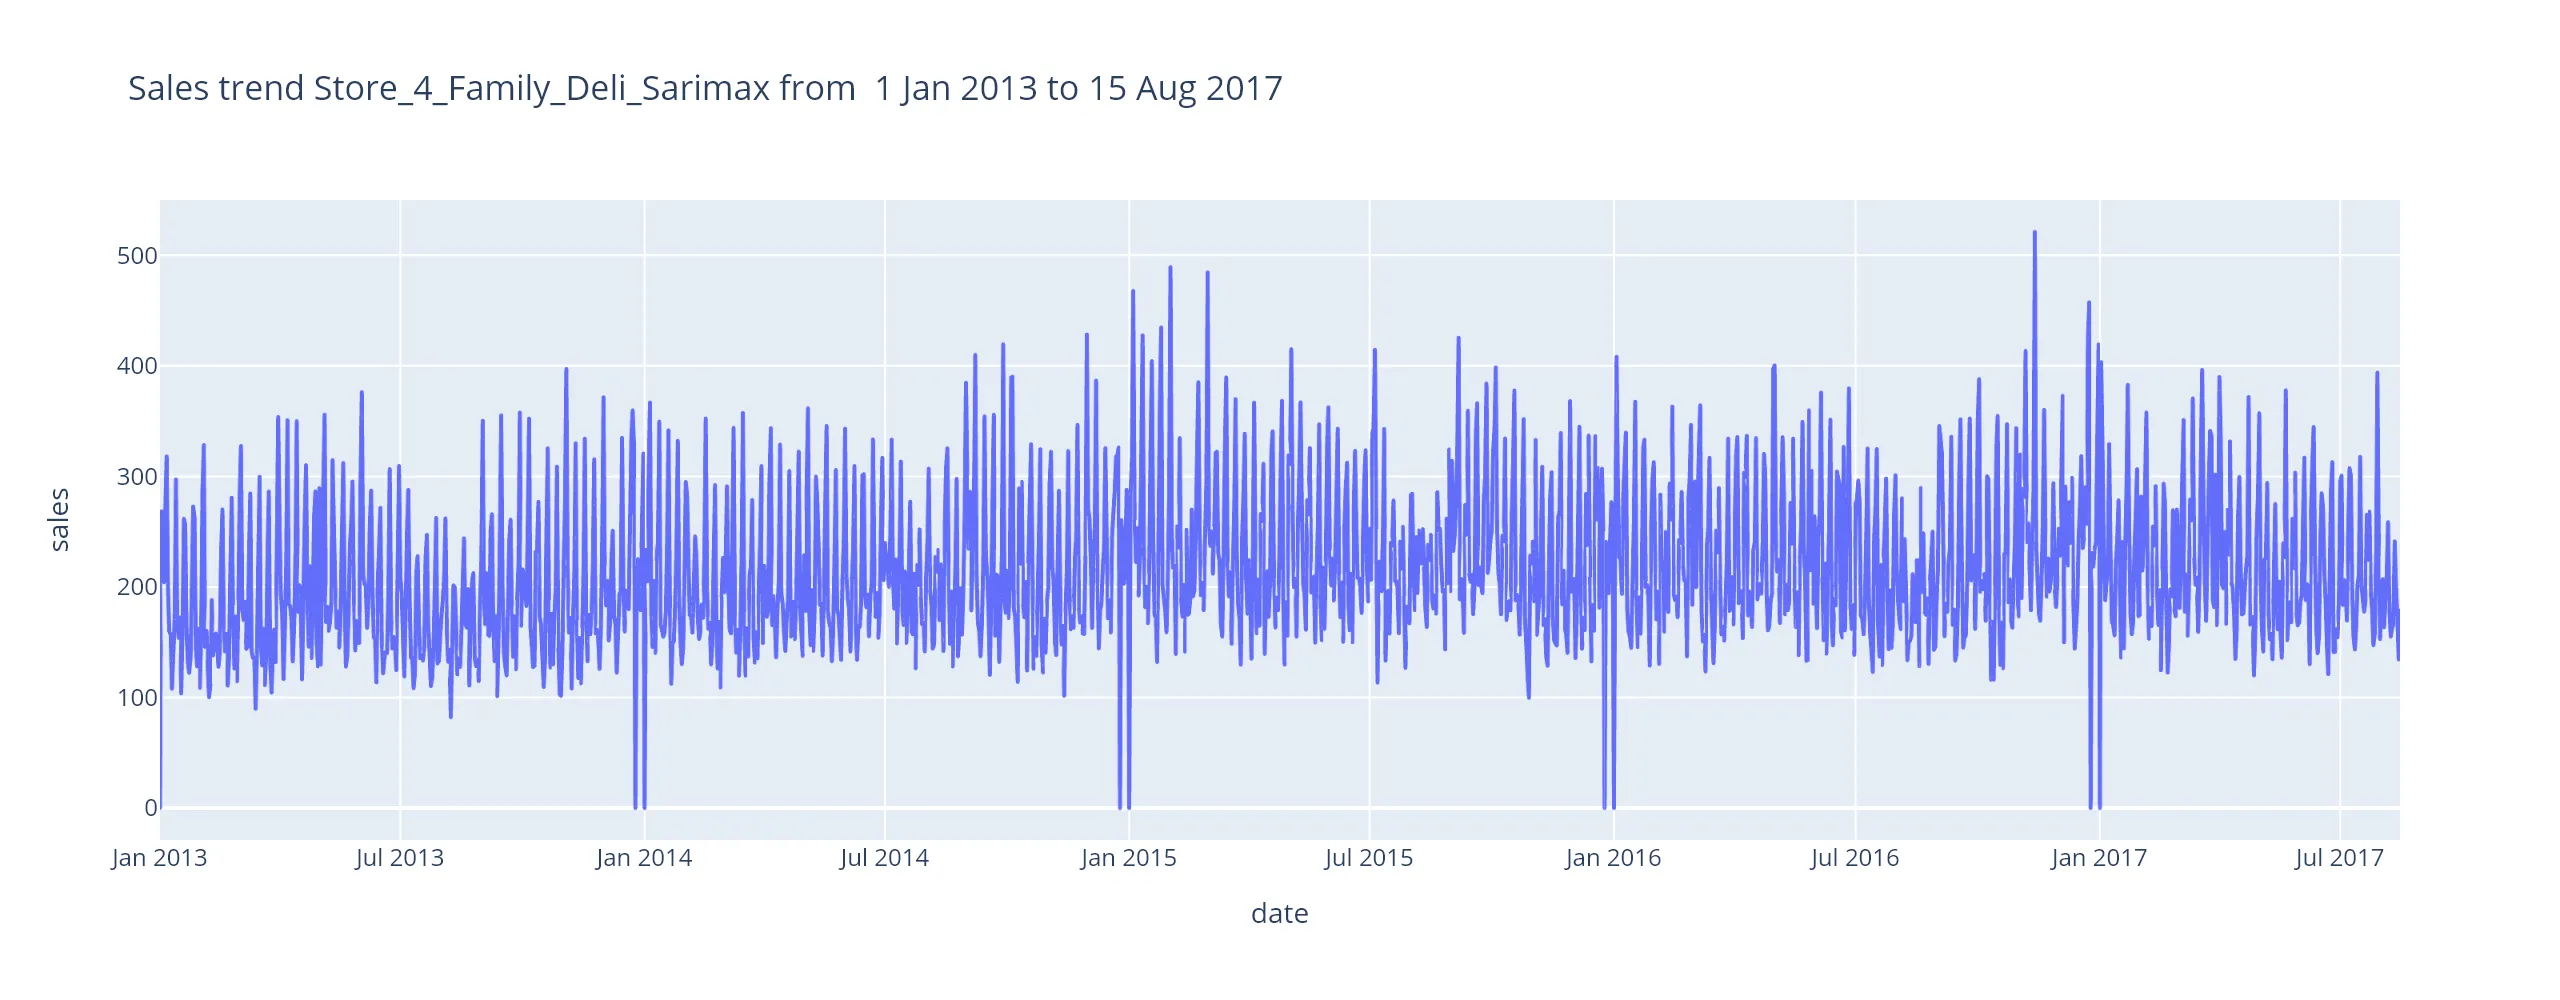 Sales trend Store_4_Family_Deli_Sarimax from  1 Jan 2013 to 15 Aug 2017
500
400
300
200
100
0
sales
Jan 2013 Jul 2013 Jan 2014 Jul 2014 Jan 2015 Jul 2015 Jan 2016 Jul 2016 Jan 2017 Jul 2017
date